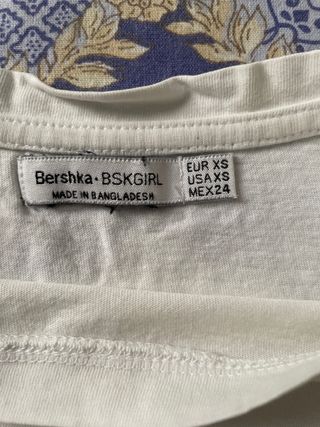 Bershka • BSKGIRL
MADE IN BANGLADESH
EUR XS
USA XS
MEX 24